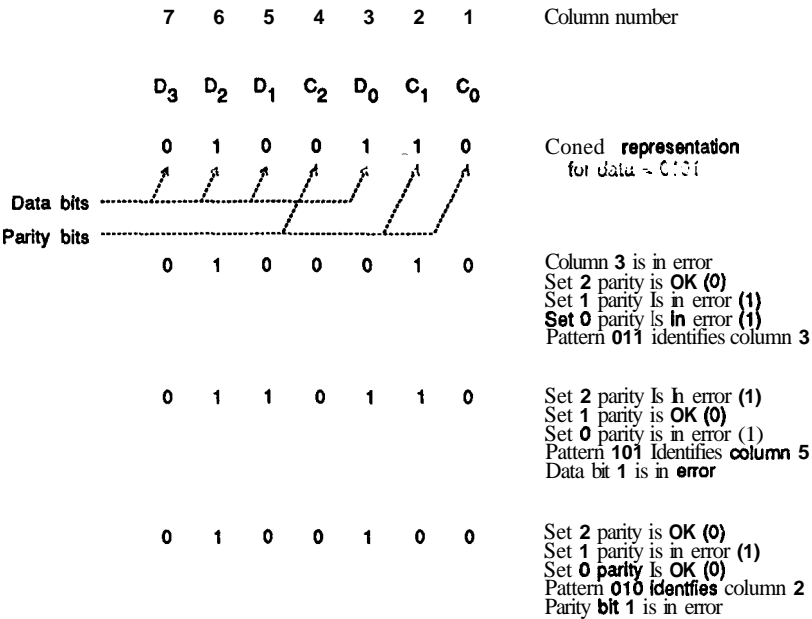 7 6 5 4 3 2 1 Column number
D3 D2 D1 C2 D0 C1 C0
0 1 0 0 1 1 0 Coned representation
for data = 0101
Data bits
Parity bits
0 1 0 0 0 1 0 Column 3 is in error
Set 2 parity is OK (0)
Set 1 parity Is in error (1)
Set 0 parity Is in error (1)
Pattern 011 identifies column 3
0 1 1 0 1 1 0 Set 2 parity Is In error (1)
Set 1 parity is OK (0)
Set 0 parity is in error (1)
Pattern 101 Identifies column 5
Data bit 1 is in error
0 1 0 0 1 0 0 Set 2 parity is OK (0)
Set 1 parity is in error (1)
Set 0 parity Is OK (0)
Pattern 010 identfies column 2
Parity bit 1 is in error